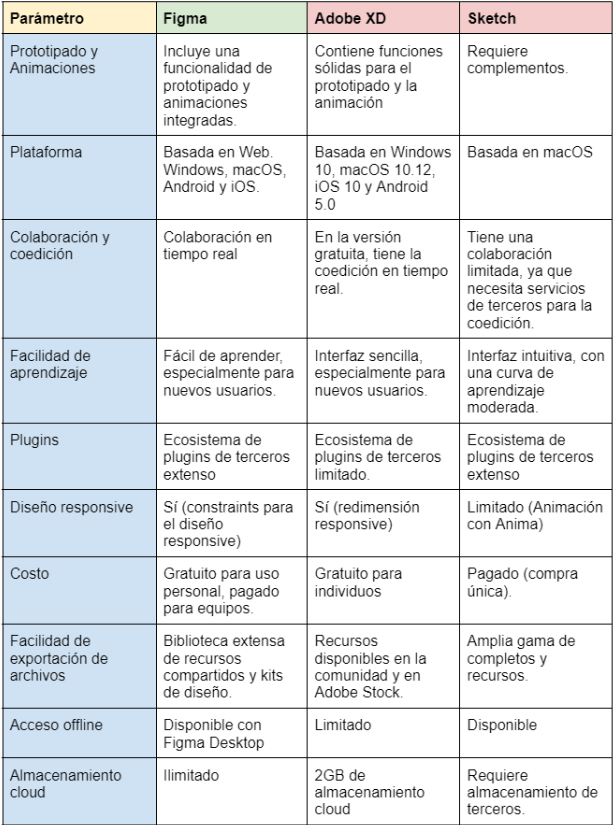 Parámetro
Figma
Adobe XD
Sketch
Prototipado y
Animaciones
Incluye una
funcionalidad de
prototipado y
animaciones
integradas.
Contiene funciones
sólidas para el
prototipado y la
animación
Requiere
complementos.
Plataforma
Basada en Web.
Windows, macOS,
Android y iOS.
Basada en Windows
10, macOS 10.12,
iOS 10 y Android
5.0
Basada en macOS
Colaboración y
coedición
Colaboración en
tiempo real
En la versión
gratuita, tiene la
coedición en tiempo
real.
Tiene una
colaboración
limitada, ya que
necesita servicios
de terceros para la
coedición.
Facilidad de
aprendizaje
Fácil de aprender,
especialmente para
nuevos usuarios.
Interfaz sencilla,
especialmente para
nuevos usuarios.
Interfaz intuitiva, con
una curva de
aprendizaje
moderada.
Plugins
Ecosistema de
plugins de terceros
extenso
Ecosistema de
plugins de terceros
limitado.
Ecosistema de
plugins de terceros
extenso
Diseño responsive
Sí (constraints para
el diseño
responsive)
Sí (redimensión
responsive)
Limitado (Animación
con Anima)
Costo
Gratuito para uso
personal, pagado
para equipos.
Gratuito para
individuos
Pagado (compra
única).
Facilidad de
exportación de
archivos
Biblioteca extensa
de recursos
compartidos y kits
de diseño.
Recursos
disponibles en la
comunidad y en
Adobe Stock.
Amplia gama de
completos y
recursos.
Acceso offline
Disponible con
Figma Desktop
Limitado
Disponible
Almacenamiento
cloud
Ilimitado
2GB de
almacenamiento
cloud
Requiere
almacenamiento de
terceros.